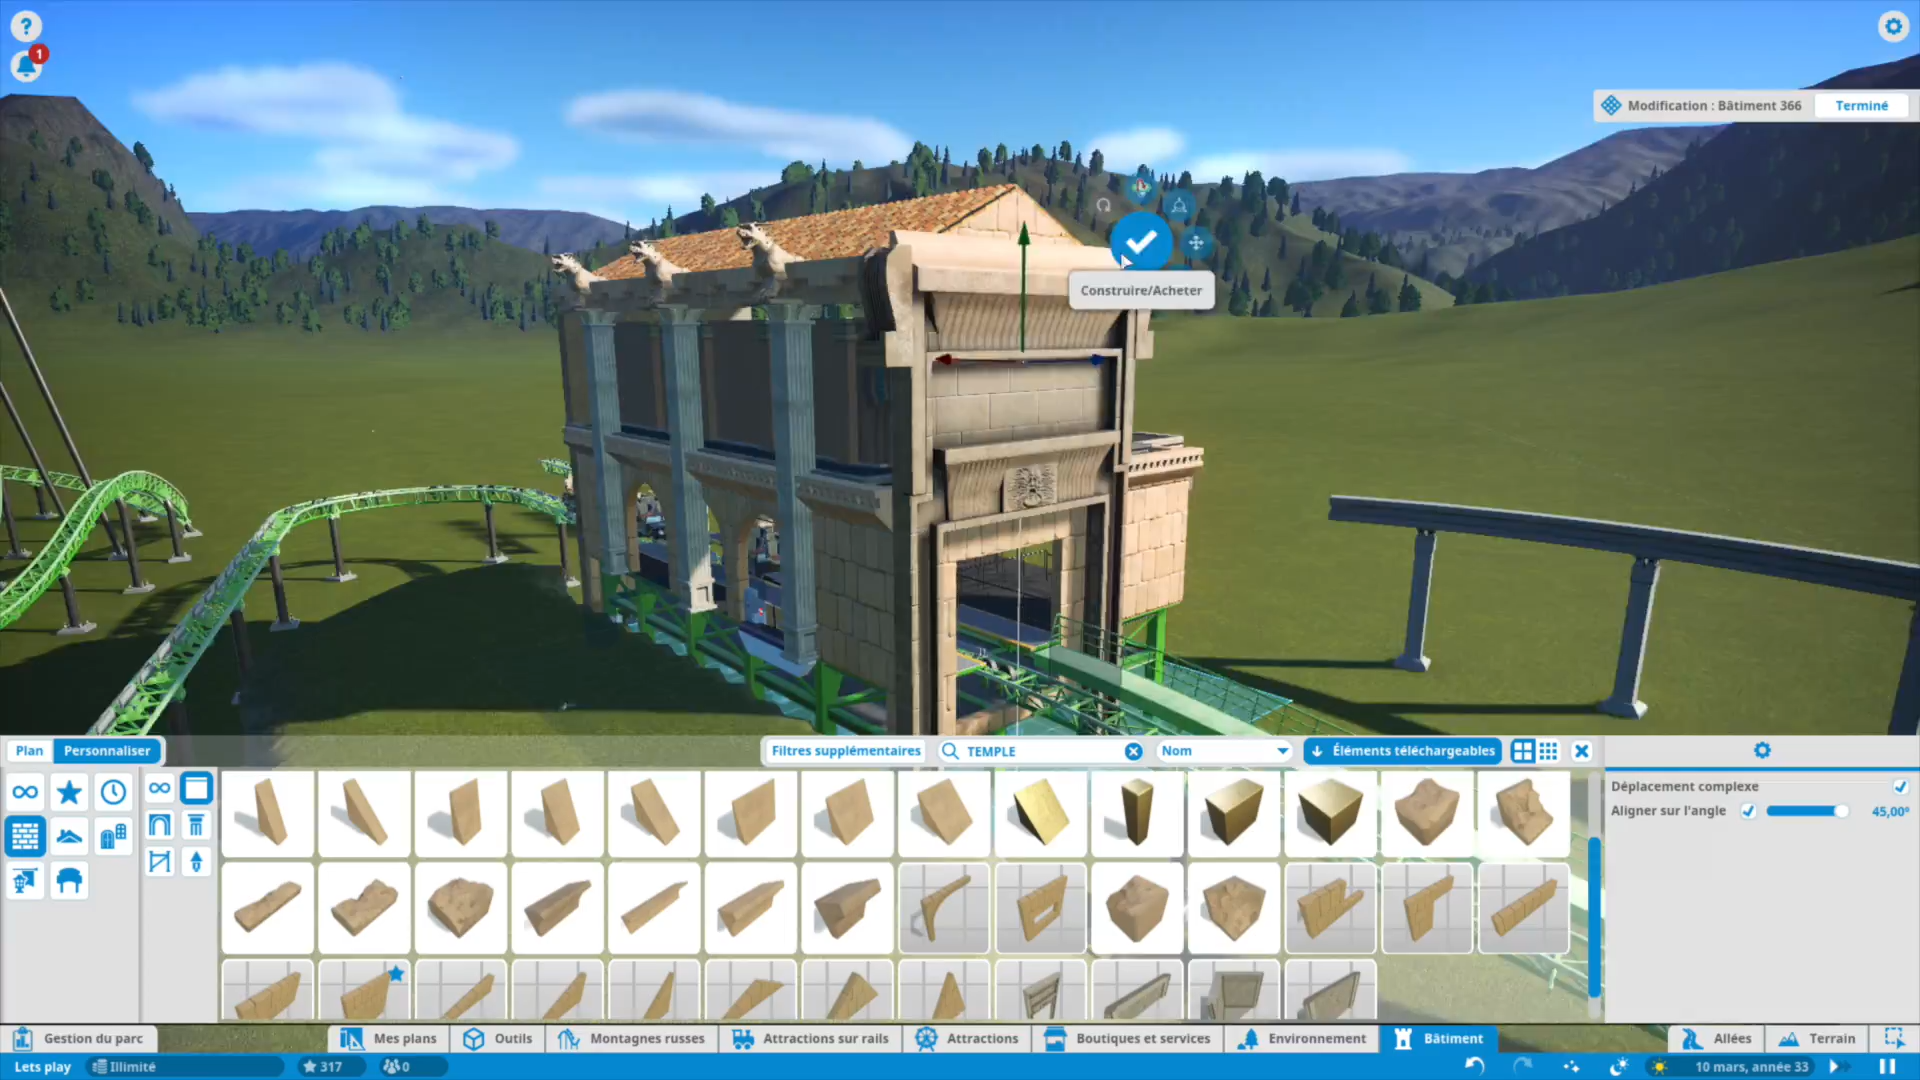 ?
1
Modification : Bâtiment 366
Terminé
Construire/Acheter
Plan
Personnaliser
Filtres supplémentaires
TEMPLE
Nom
Éléments téléchargeables
Déplacement complexe
Aligner sur l'angle
45,00°
Gestion du parc
Mes plans
Outils
Montagnes russes
Attractions sur rails
Attractions
Boutiques et services
Environnement
Bâtiment
Allées
Terrain
Lets play
Illimité
317
0
10 mars, année 33